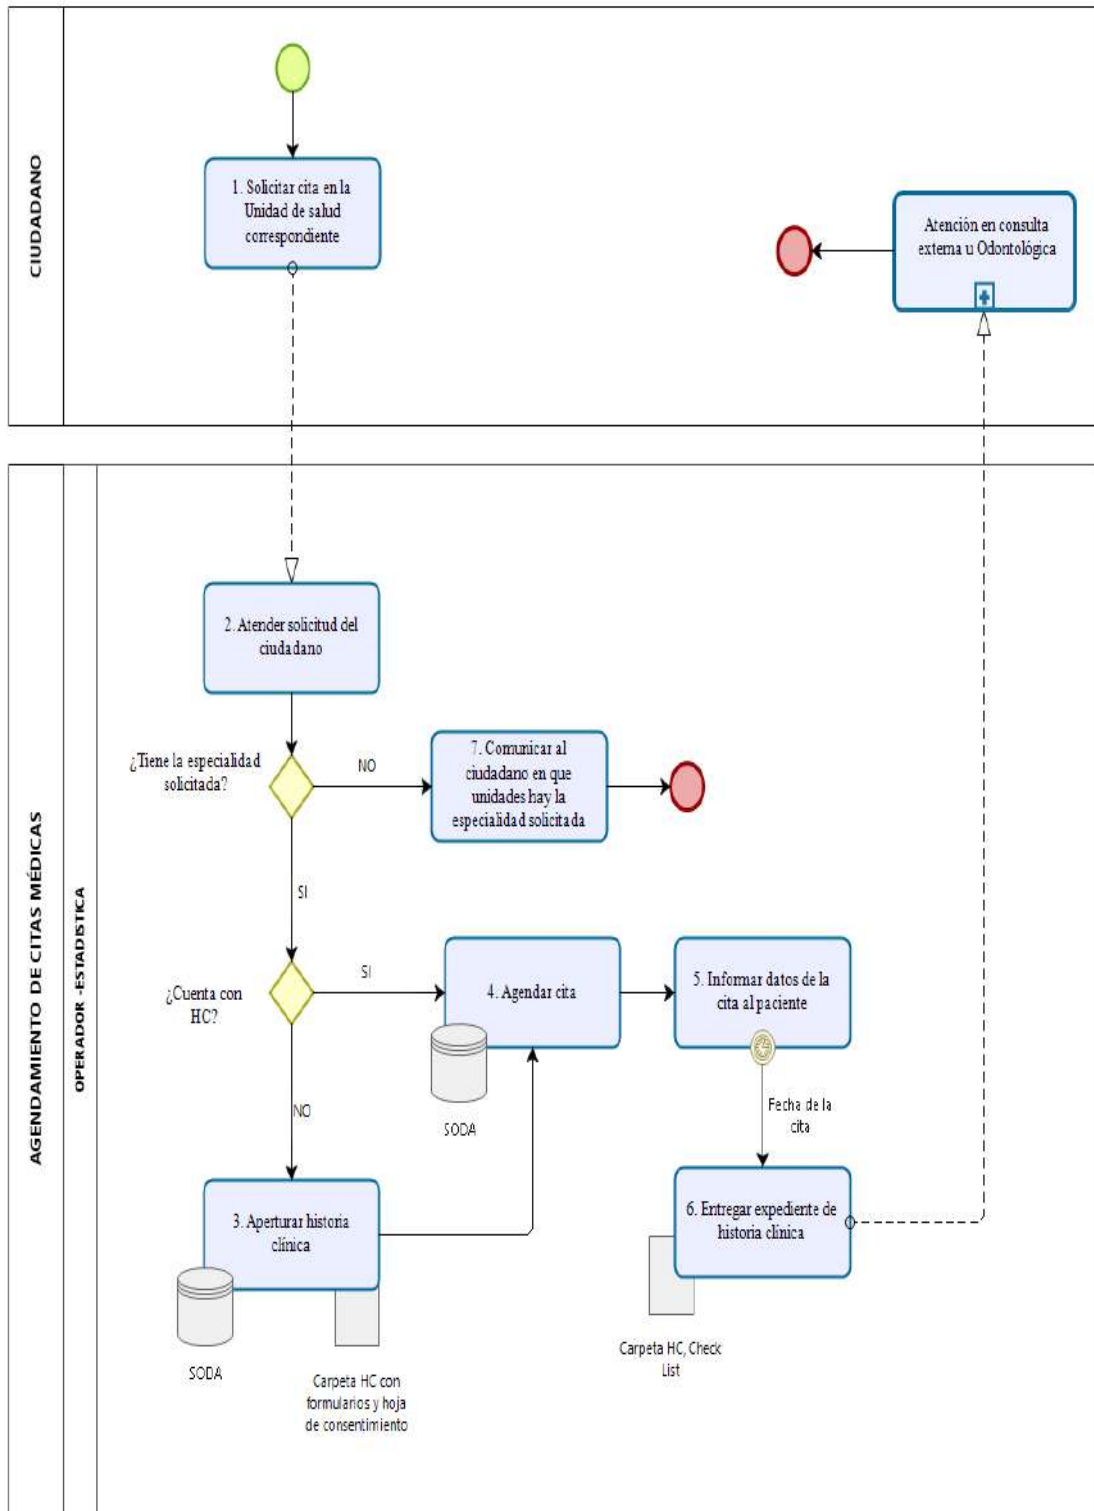 CIUDADANO
1. Solicitar cita en la
Unidad de salud
correspondiente
Atención en consulta
externa u Odontológica
AGENDAMIENTO DE CITAS MÉDICAS
OPERADOR -ESTADISTICA
2. Atender solicitud del
ciudadano
¿Tiene la especialidad
solicitada?
NO
7. Comunicar al
ciudadano en que
unidades hay la
especialidad solicitada
SI
¿Cuenta con
HC?
SI
4. Agendar cita
SODA
5. Informar datos de la
cita al paciente
Fecha de la
cita
NO
3. Aperturar historia
clínica
SODA
Carpeta HC con
formularios y hoja
de consentimiento
6. Entregar expediente de
historia clínica
Carpeta HC, Check
List